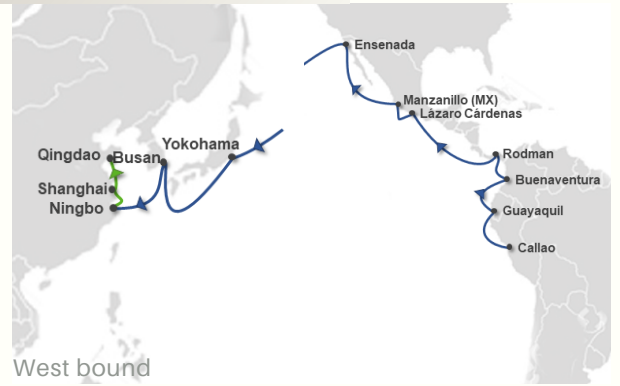 Ensenada
Manzanillo (MX)
Lázaro Cárdenas
Yokohama
Qingdao
Busan
Rodman
Shanghai
Buenaventura
Ningbo
Guayaquil
Callao
West bound